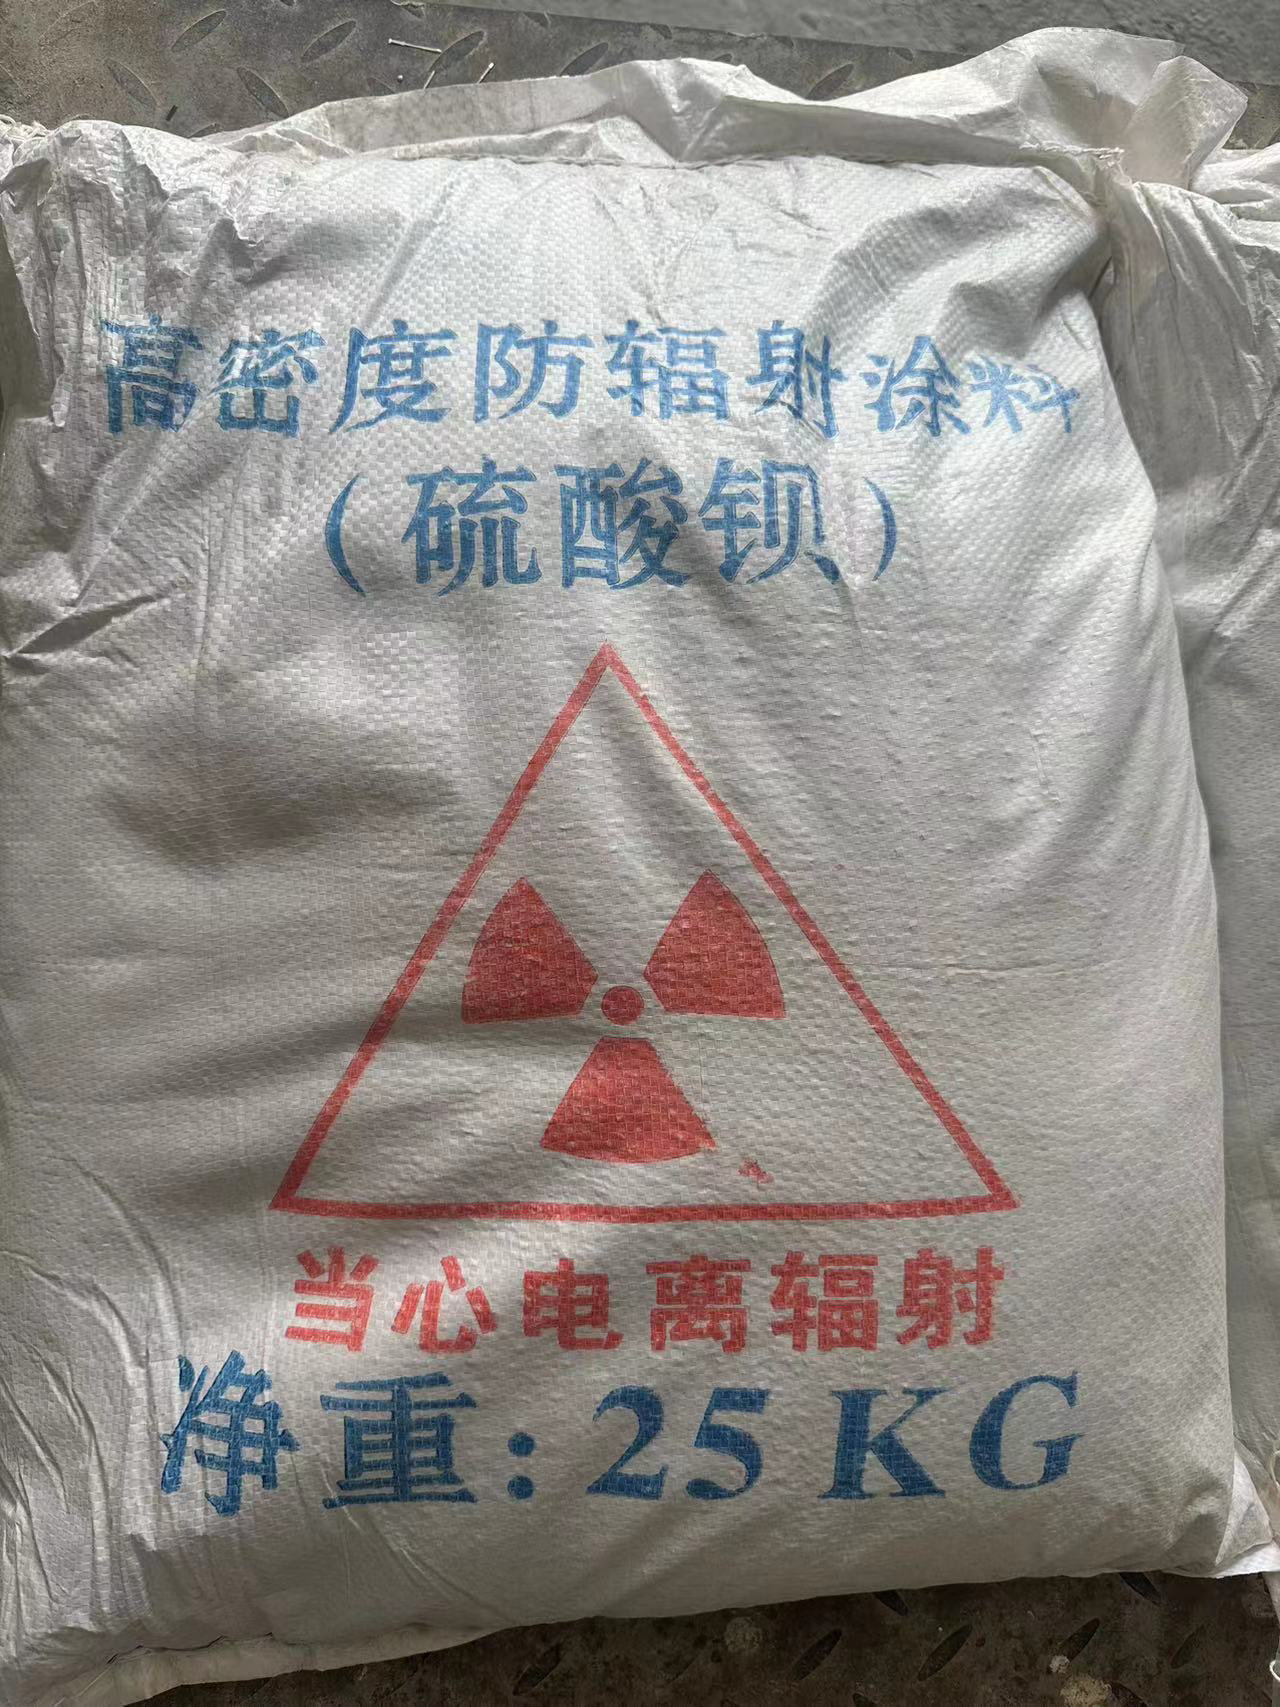 高密度防辐射涂料
（硫酸钡）
当心电离辐射
净重：25KG